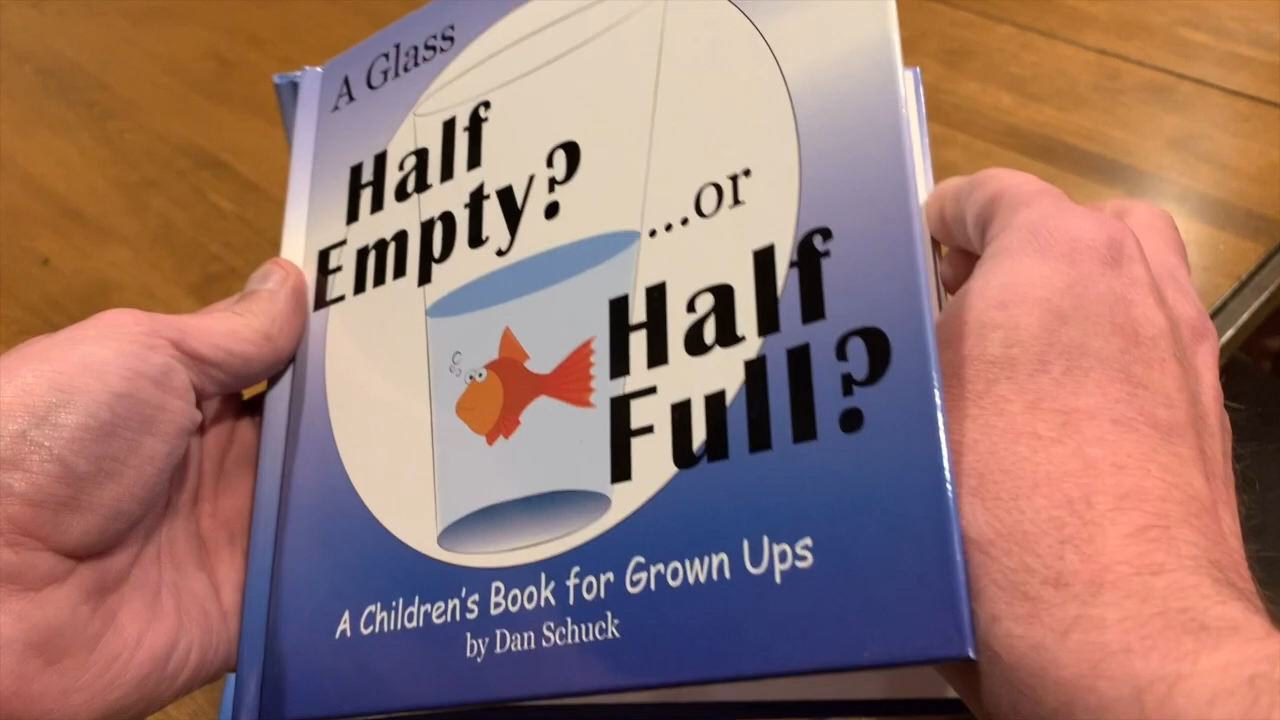 A Glass
Half
Empty?
...or
Half
Full?
A Children's Book for Grown Ups
by Dan Schuck